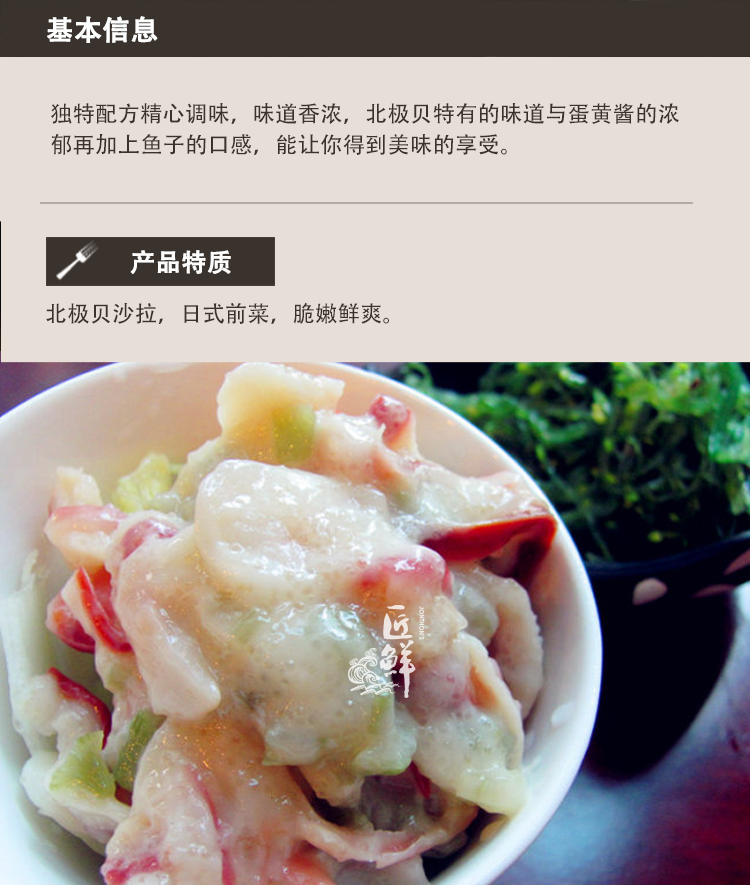 基本信息
独特配方精心调味，味道香浓，北极贝特有的味道与蛋黄酱的浓
郁再加上鱼子的口感，能让你得到美味的享受。
产品特质
北极贝沙拉，日式前菜，脆嫩鲜爽。
匠鲜